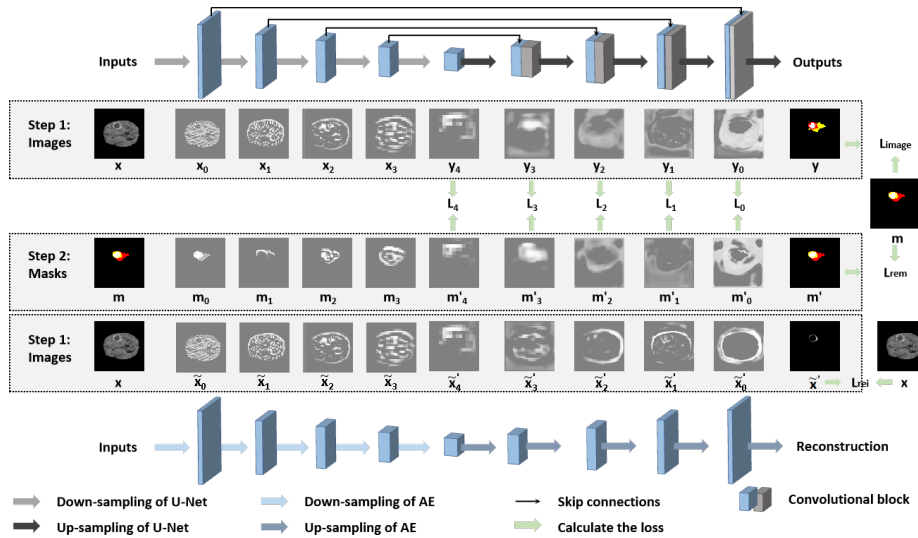 Inputs
Outputs
Step 1:
Images
x
x0
x1
x2
x3
y4
y3
y2
y1
y0
y
Limage
L4
L3
L2
L1
L0
m
Lrem
Step 2:
Masks
m
m0
m1
m2
m3
m'4
m'3
m'2
m'1
m'0
m'
Step 1:
Images
x
x̃0
x̃1
x̃2
x̃3
x̃'4
x̃'3
x̃'2
x̃'1
x̃'0
x̃'
Lrei
x
Inputs
Reconstruction
Down-sampling of U-Net
Down-sampling of AE
Skip connections
Convolutional block
Up-sampling of U-Net
Up-sampling of AE
Calculate the loss